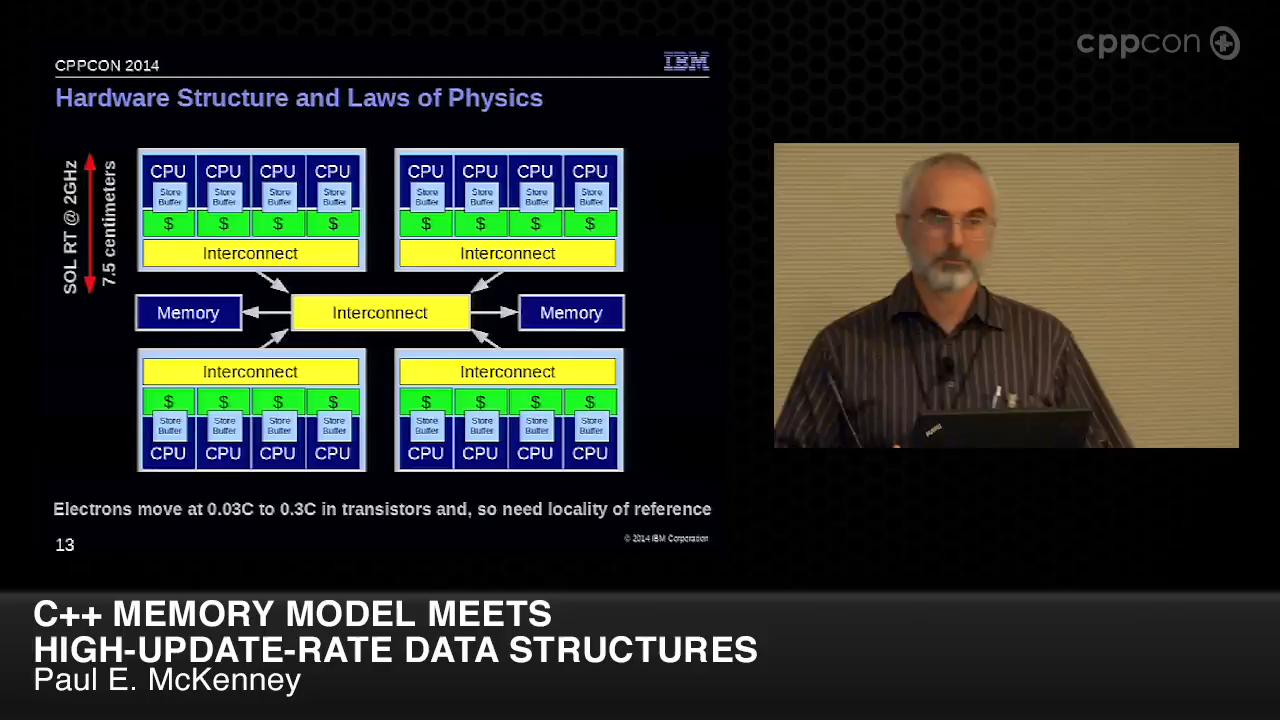 cppcon
CPPCON 2014
IBM
Hardware Structure and Laws of Physics
SOL RT @ 2GHz
7.5 centimeters
CPU CPU CPU CPU
Store Buffer Store Buffer Store Buffer Store Buffer
$ $ $ $
Interconnect
CPU CPU CPU CPU
Store Buffer Store Buffer Store Buffer Store Buffer
$ $ $ $
Interconnect
Memory
Interconnect
Memory
Interconnect
$ $ $ $
Store Buffer Store Buffer Store Buffer Store Buffer
CPU CPU CPU CPU
Interconnect
$ $ $ $
Store Buffer Store Buffer Store Buffer Store Buffer
CPU CPU CPU CPU
Electrons move at 0.03C to 0.3C in transistors and, so need locality of reference
13
© 2014 IBM Corporation
C++ MEMORY MODEL MEETS
HIGH-UPDATE-RATE DATA STRUCTURES
Paul E. McKenney